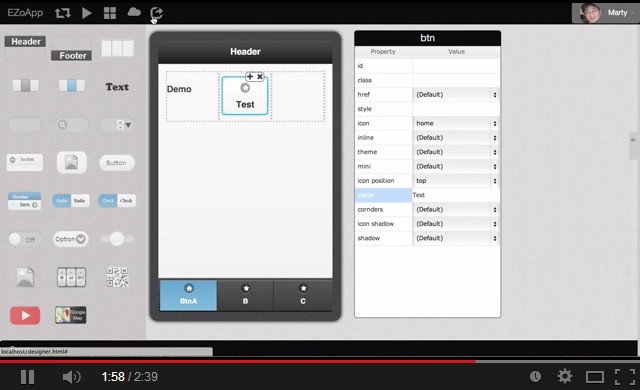 EZoApp
Marty
Header
Footer
Text
Button
Radio Radio
Check Check
Off
Option
Google
Map
Header
Demo
Test
BtnA B C
btn
Property Value
id
class
href (Default)
style
icon home
inline (Default)
theme (Default)
mini (Default)
icon position top
value Test
cornders (Default)
icon shadow (Default)
shadow (Default)
localhost/designer.html#
1:58 / 2:39